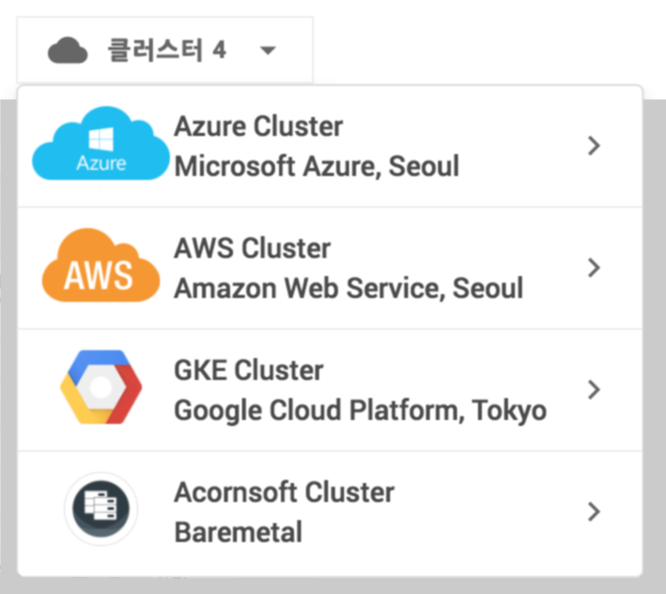 클러스터 4
Azure Cluster
Azure
Microsoft Azure, Seoul
AWS Cluster
AWS
Amazon Web Service, Seoul
GKE Cluster
Google Cloud Platform, Tokyo
Acornsoft Cluster
Baremetal